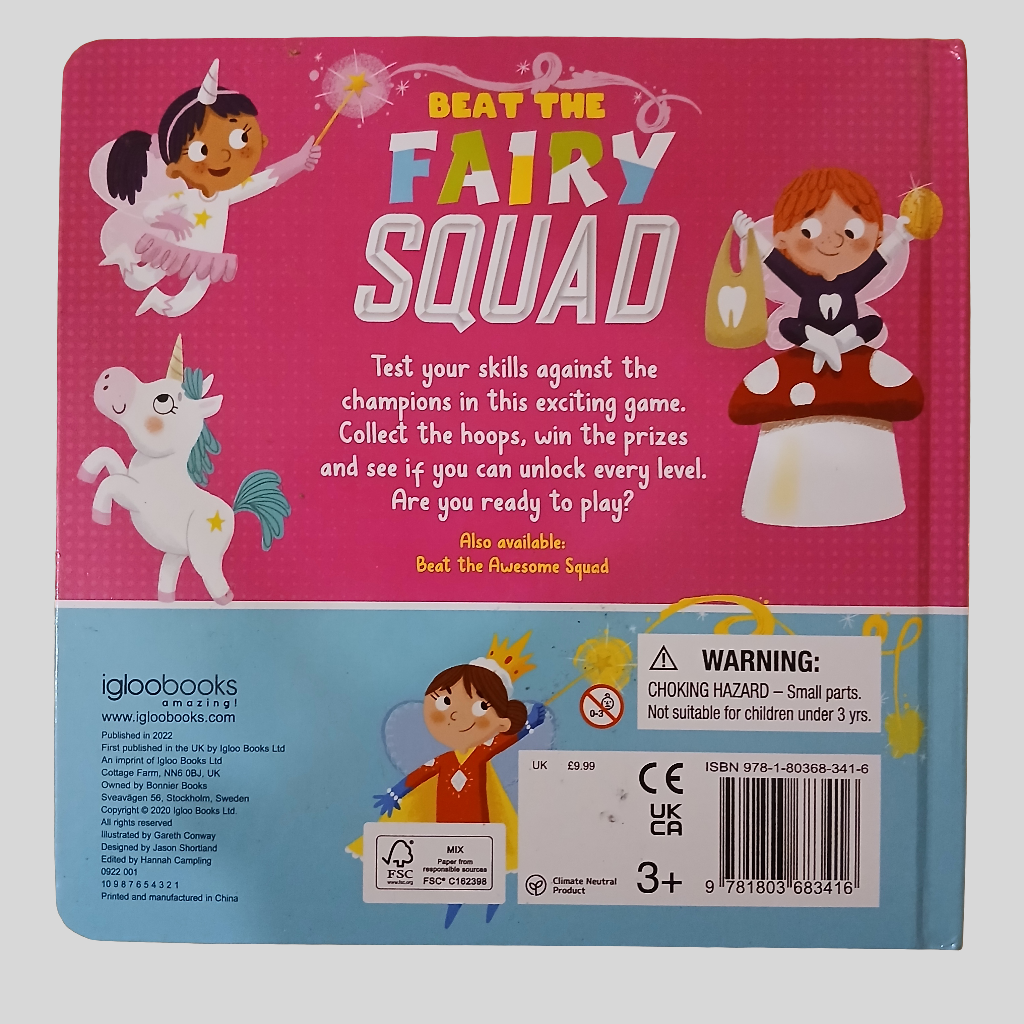 BEAT THE
FAIRY
SQUAD
Test your skills against the
champions in this exciting game.
Collect the hoops, win the prizes
and see if you can unlock every level.
Are you ready to play?
Also available:
Beat the Awesome Squad
igloobooks
amazing!
www.igloobooks.com
Published in 2022
First published in the UK by Igloo Books Ltd
An imprint of Igloo Books Ltd
Cottage Farm, NN6 0BJ, UK
Owned by Bonnier Books
Sveavägen 56, Stockholm, Sweden
Copyright © 2020 Igloo Books Ltd.
All rights reserved
Illustrated by Gareth Conway
Designed by Jason Shortland
Edited by Hannah Campling
0922 001
10 9 8 7 6 5 4 3 2 1
Printed and manufactured in China
FSC
www.fsc.org
MIX
Paper from
responsible sources
FSC® C162398
0-3
WARNING:
CHOKING HAZARD – Small parts.
Not suitable for children under 3 yrs.
UK £9.99
CE
UK
CA
3+
Climate Neutral
Product
ISBN 978-1-80368-341-6
9 781803 683416